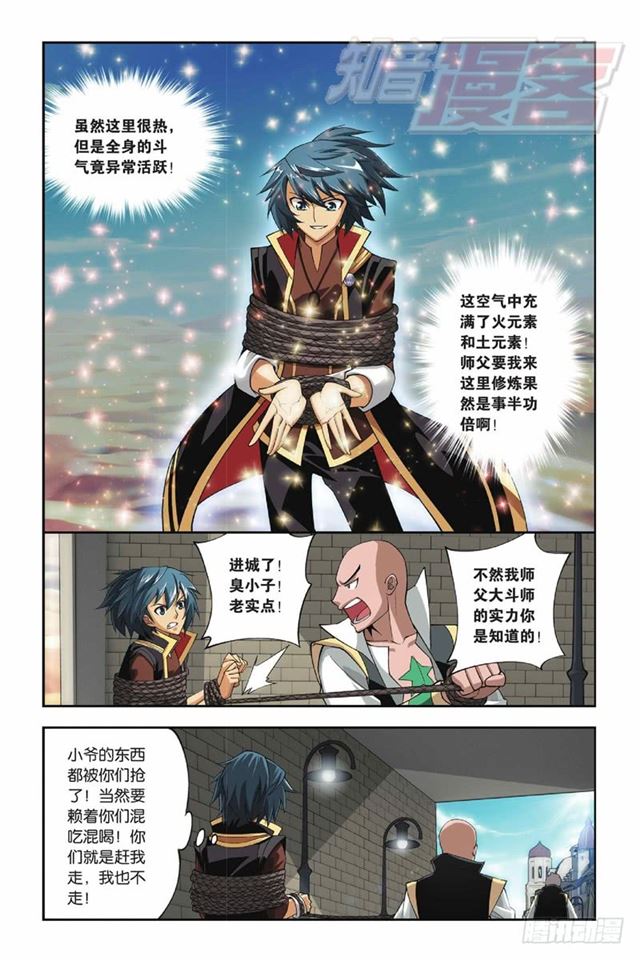 知音漫客
虽然这里很热，
但是全身的斗
气竟异常活跃！
这空气中充
满了火元素
和土元素！
师父要我来
这里修炼果
然是事半功
倍啊！
进城了！
臭小子！
老实点！
不然我师
父大斗师
的实力你
是知道的！
小爷的东西
都被你们抢
了！当然要
赖着你们混
吃混喝！你
们就是赶我
走，我也不
走！
腾讯动漫